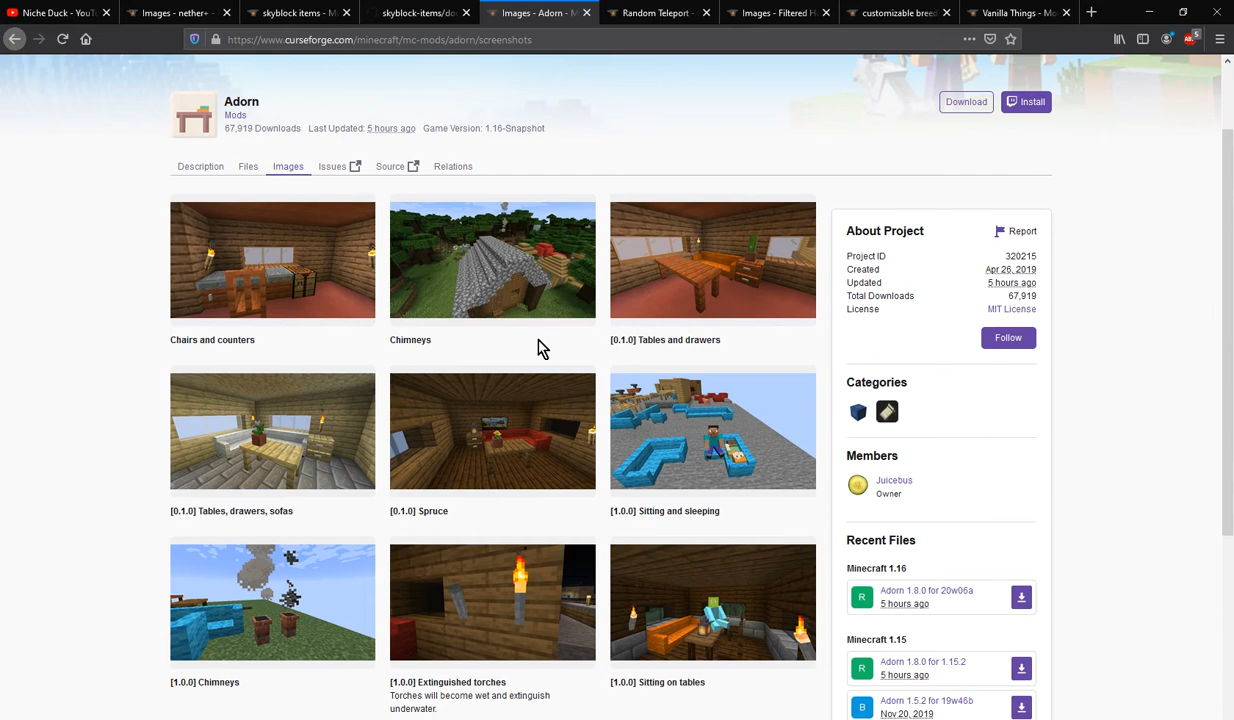 Niche Duck - YouTu
Images - nether+ -
skyblock items - M
skyblock-items/do
Images - Adorn - M
Random Teleport -
Images - Filtered H
customizable breed
Vanilla Things - Mo
https://www.curseforge.com/minecraft/mc-mods/adorn/screenshots
5
Adorn
Mods
67,919 Downloads Last Updated: 5 hours ago Game Version: 1.16-Snapshot
Download
Install
Description
Files
Images
Issues
Source
Relations
Chairs and counters
Chimneys
[0.1.0] Tables and drawers
[0.1.0] Tables, drawers, sofas
[0.1.0] Spruce
[1.0.0] Sitting and sleeping
[1.0.0] Chimneys
[1.0.0] Extinguished torches
Torches will become wet and extinguish
underwater.
[1.0.0] Sitting on tables
About Project
Report
Project ID 320215
Created Apr 26, 2019
Updated 5 hours ago
Total Downloads 67,919
License MIT License
Follow
Categories
Members
Juicebus
Owner
Recent Files
Minecraft 1.16
R
Adorn 1.8.0 for 20w06a
5 hours ago
Minecraft 1.15
R
Adorn 1.8.0 for 1.15.2
5 hours ago
B
Adorn 1.5.2 for 19w46b
Nov 20, 2019